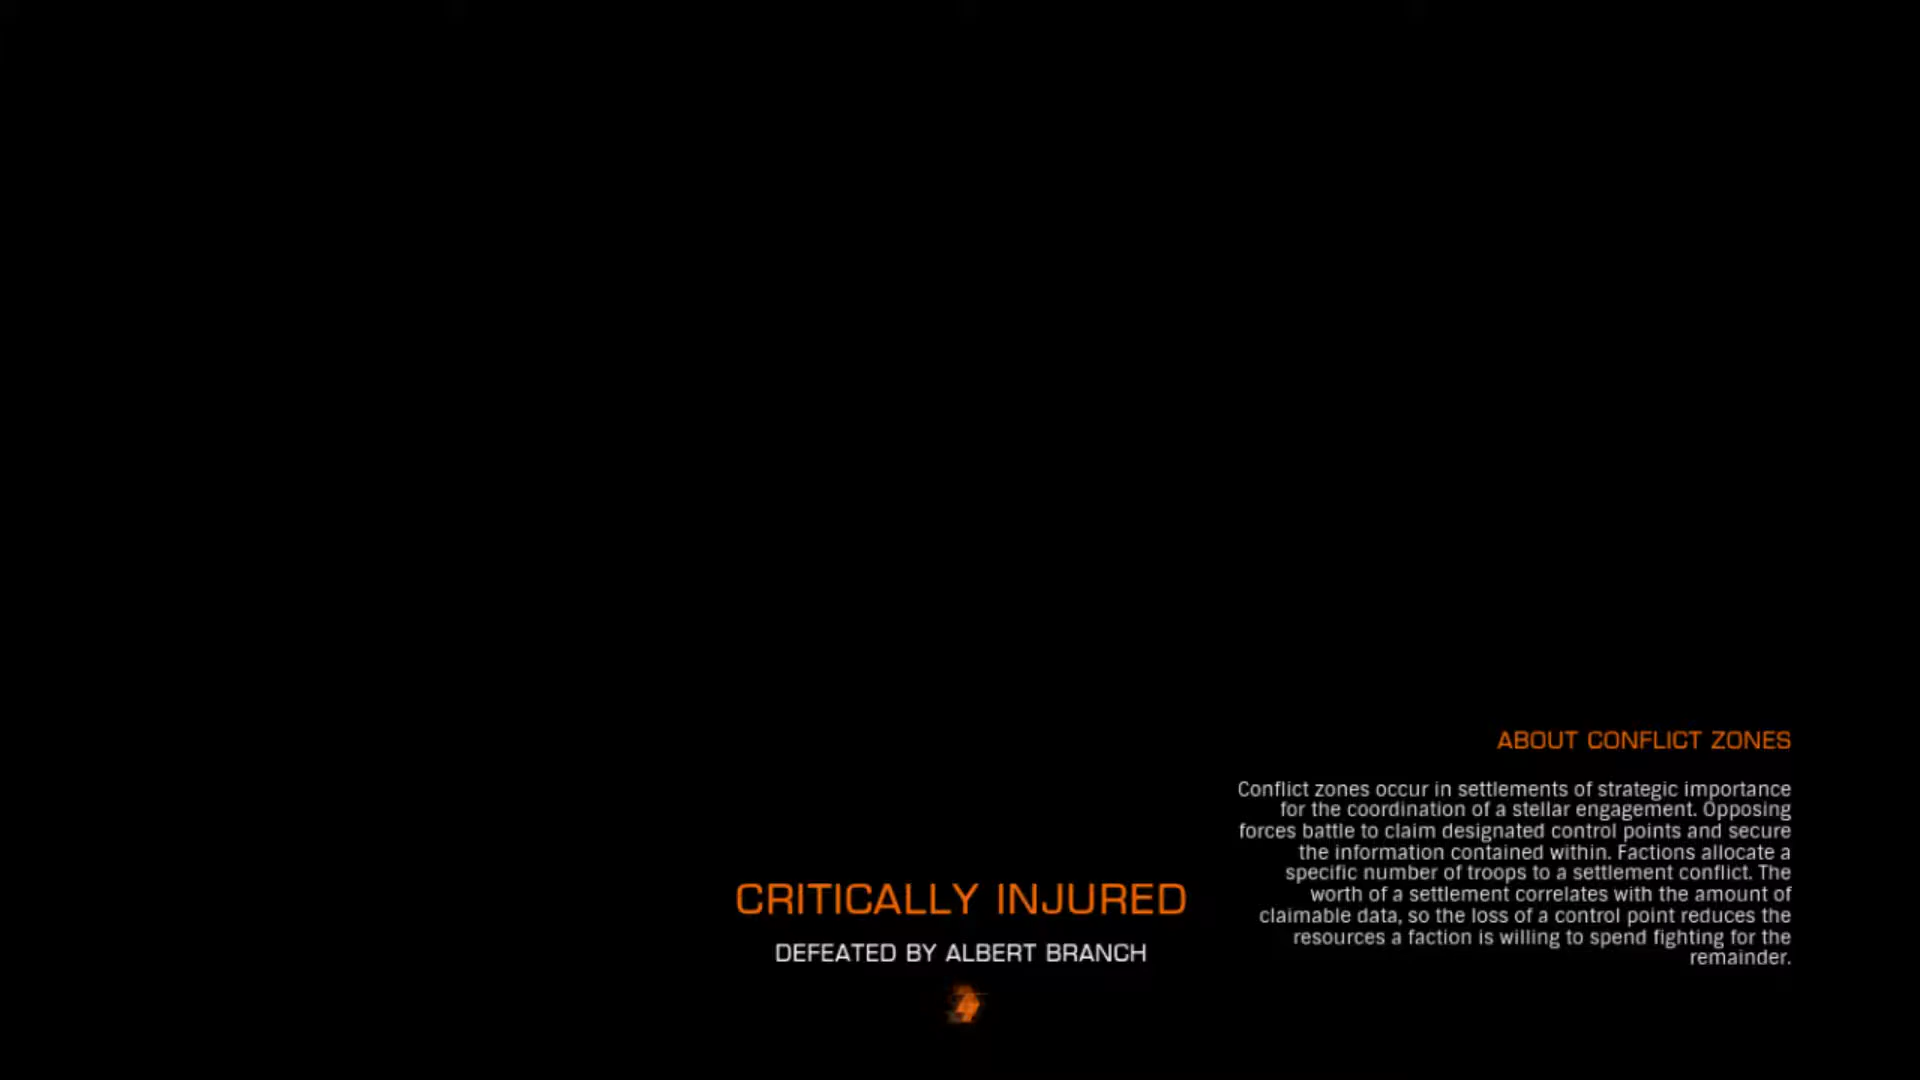 ABOUT CONFLICT ZONES
Conflict zones occur in settlements of strategic importance
for the coordination of a stellar engagement. Opposing
forces battle to claim designated control points and secure
the information contained within. Factions allocate a
specific number of troops to a settlement conflict. The
worth of a settlement correlates with the amount of
claimable data, so the loss of a control point reduces the
resources a faction is willing to spend fighting for the
remainder.
CRITICALLY INJURED
DEFEATED BY ALBERT BRANCH